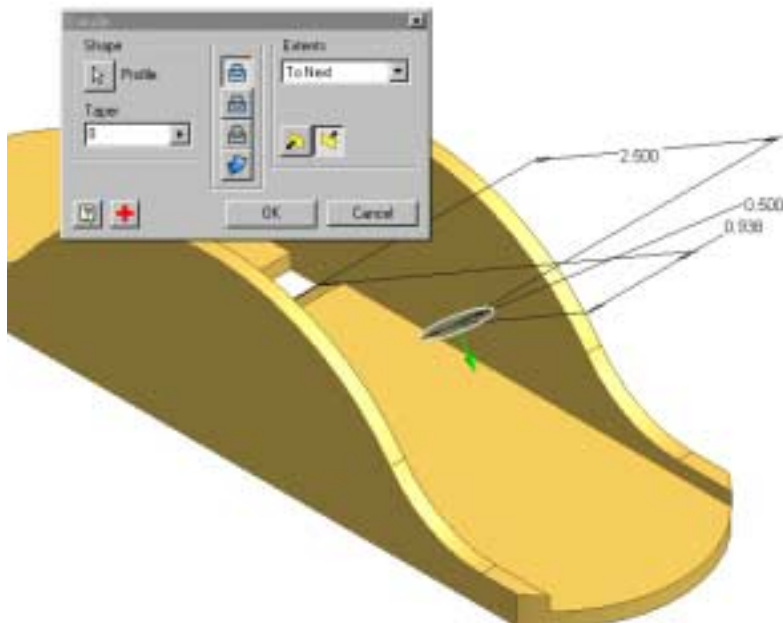 Shape
Profile
Taper
0
Extents
To Next
OK
Cancel
2.500
0.500
0.938